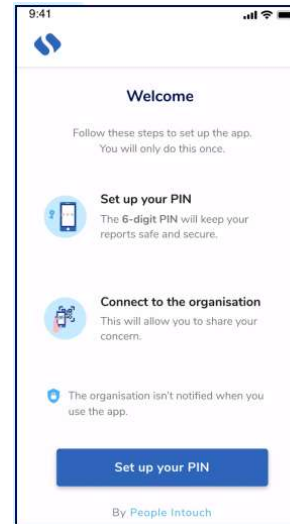 9:41
Welcome
Follow these steps to set up the app.
You will only do this once.
Set up your PIN
The 6-digit PIN will keep your
reports safe and secure.
Connect to the organisation
This will allow you to share your
concern.
The organisation isn't notified when you
use the app.
Set up your PIN
By People Intouch